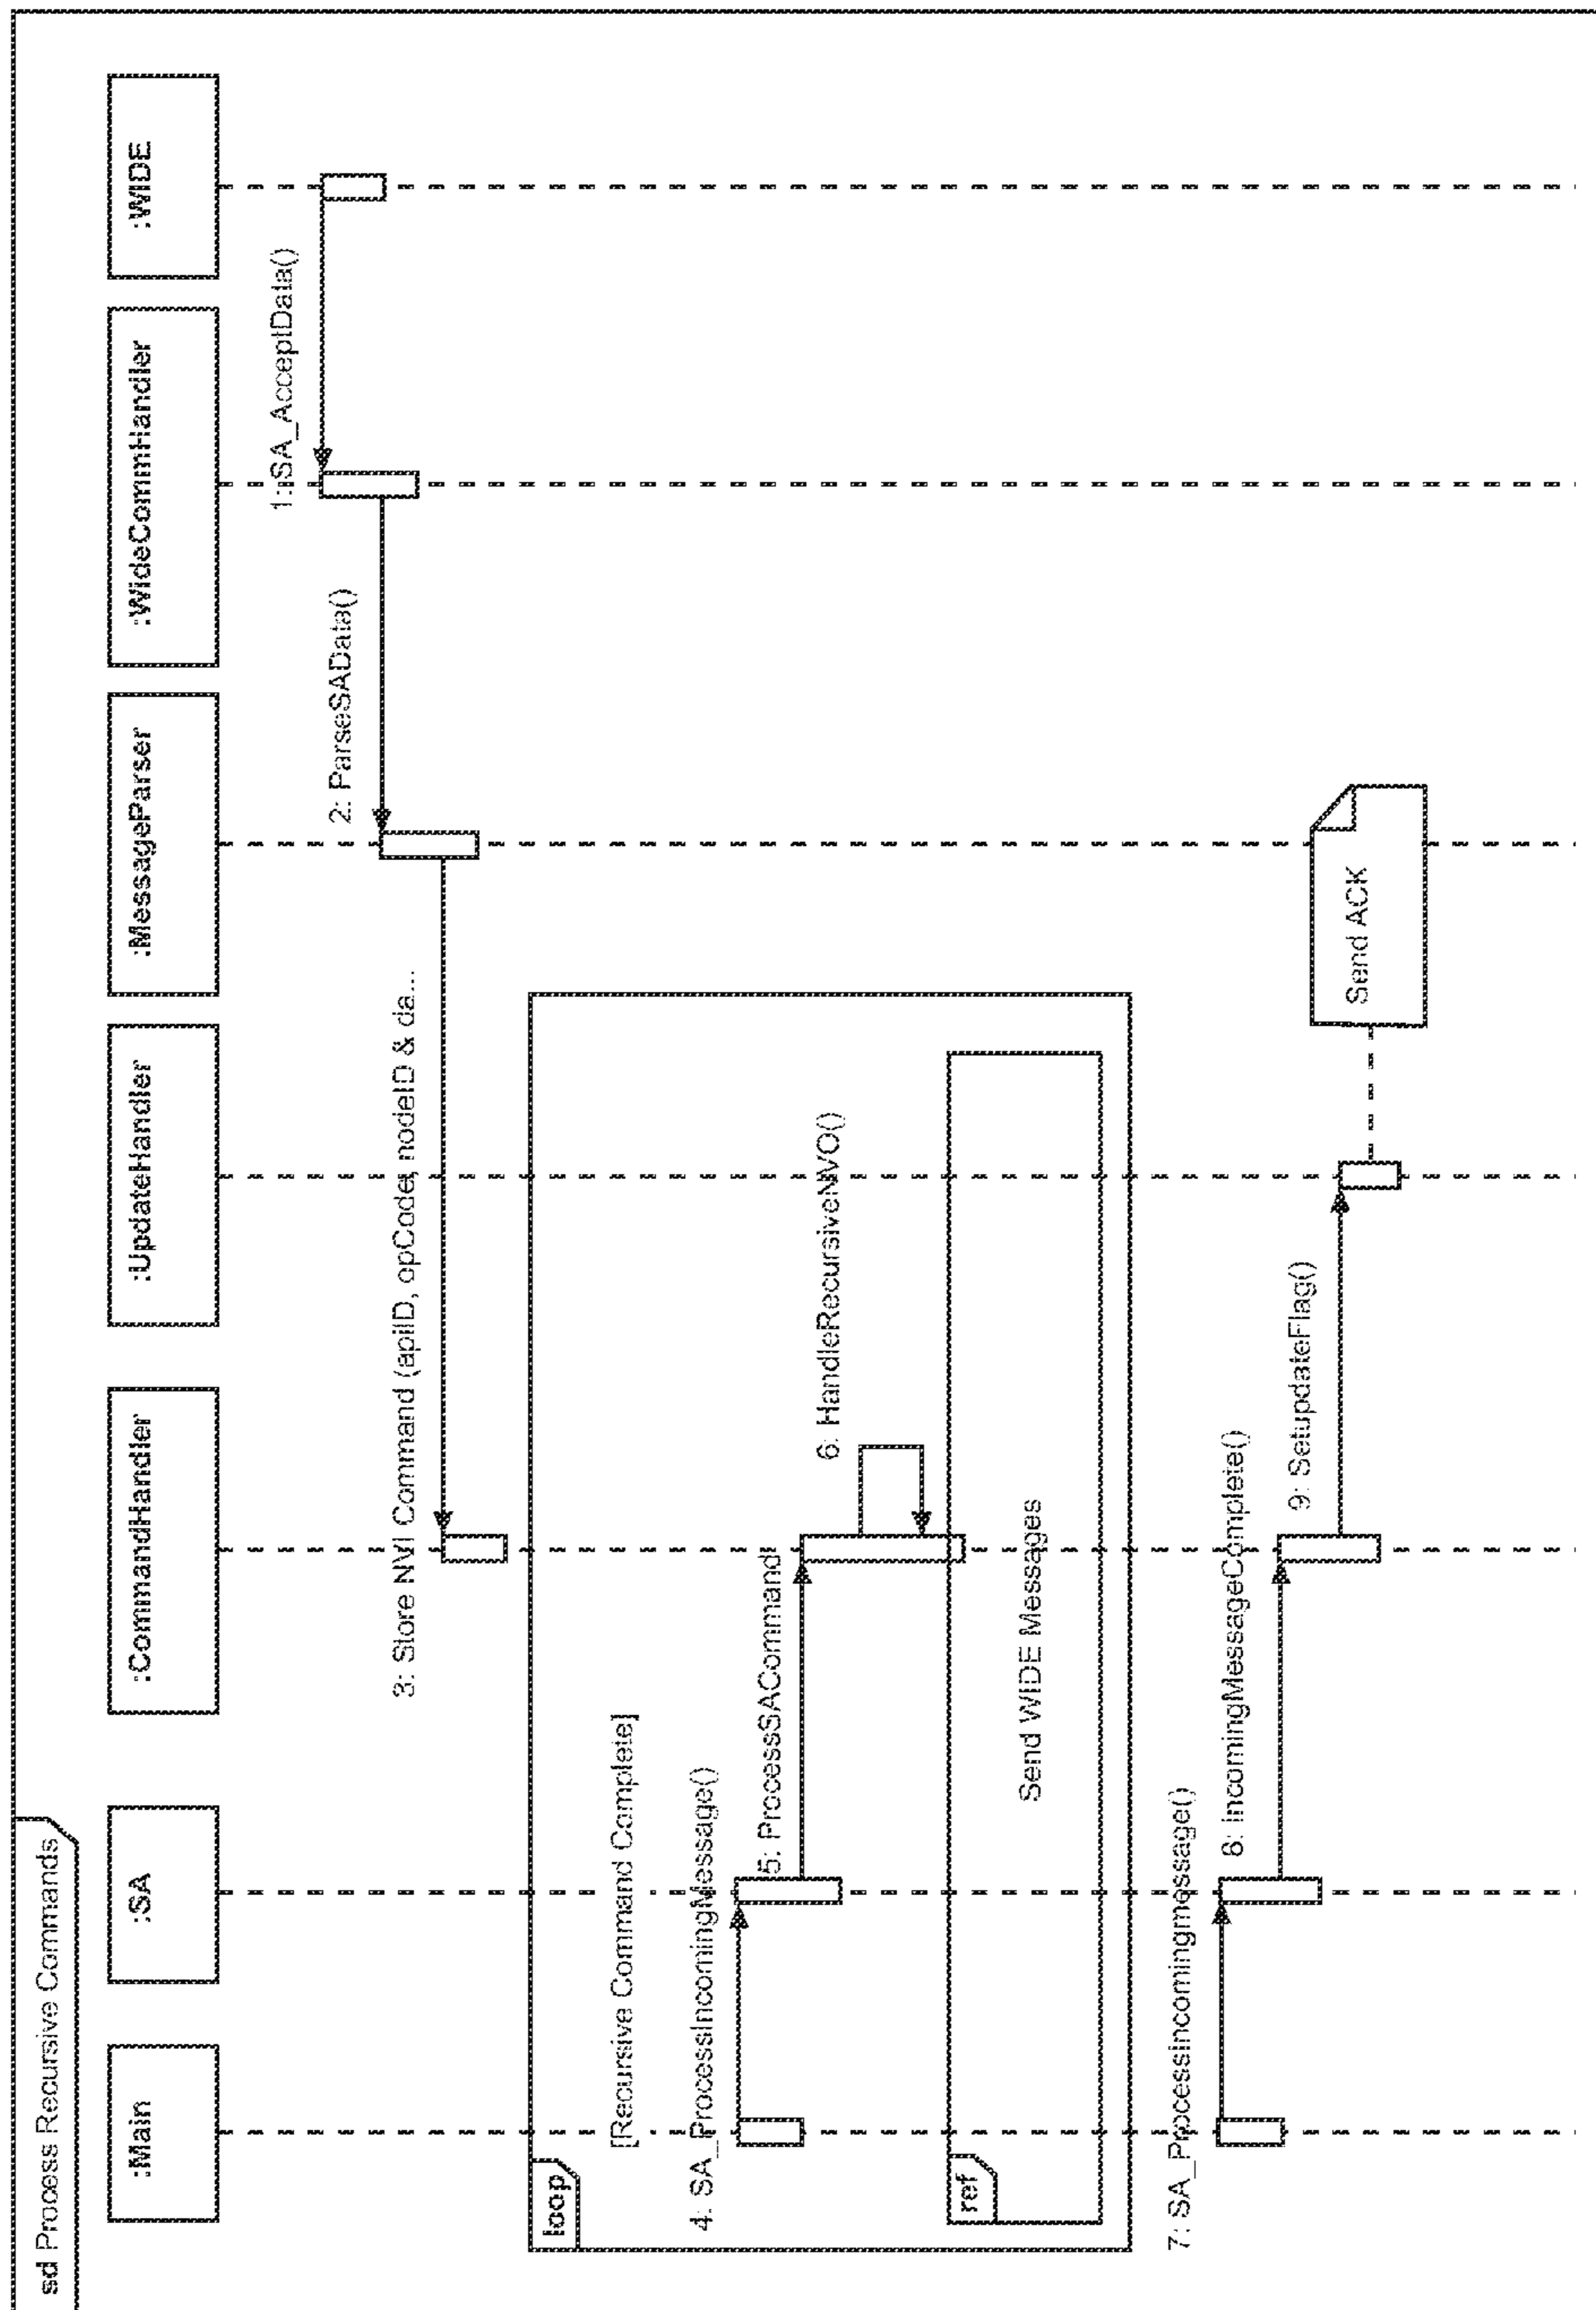 sd Process Recursive Commands
:Main
:SA
:CommandHandler
:UpdateHandler
:MessageParser
:WideCommHandler
:WIDE
1: SA_AcceptData()
2: ParseSAData()
3: Store NVI Command (apiID, opCode, nodeID & da...
loop
[Recursive Command Complete]
4: SA_ProcessIncomingMessage()
5: ProcessSACommand
6: HandleRecursiveNVO()
ref
Send WIDE Messages
7: SA_ProcessIncomingmessage()
8: IncomingMessageComplete()
9: SetupdateFlag()
Send ACK